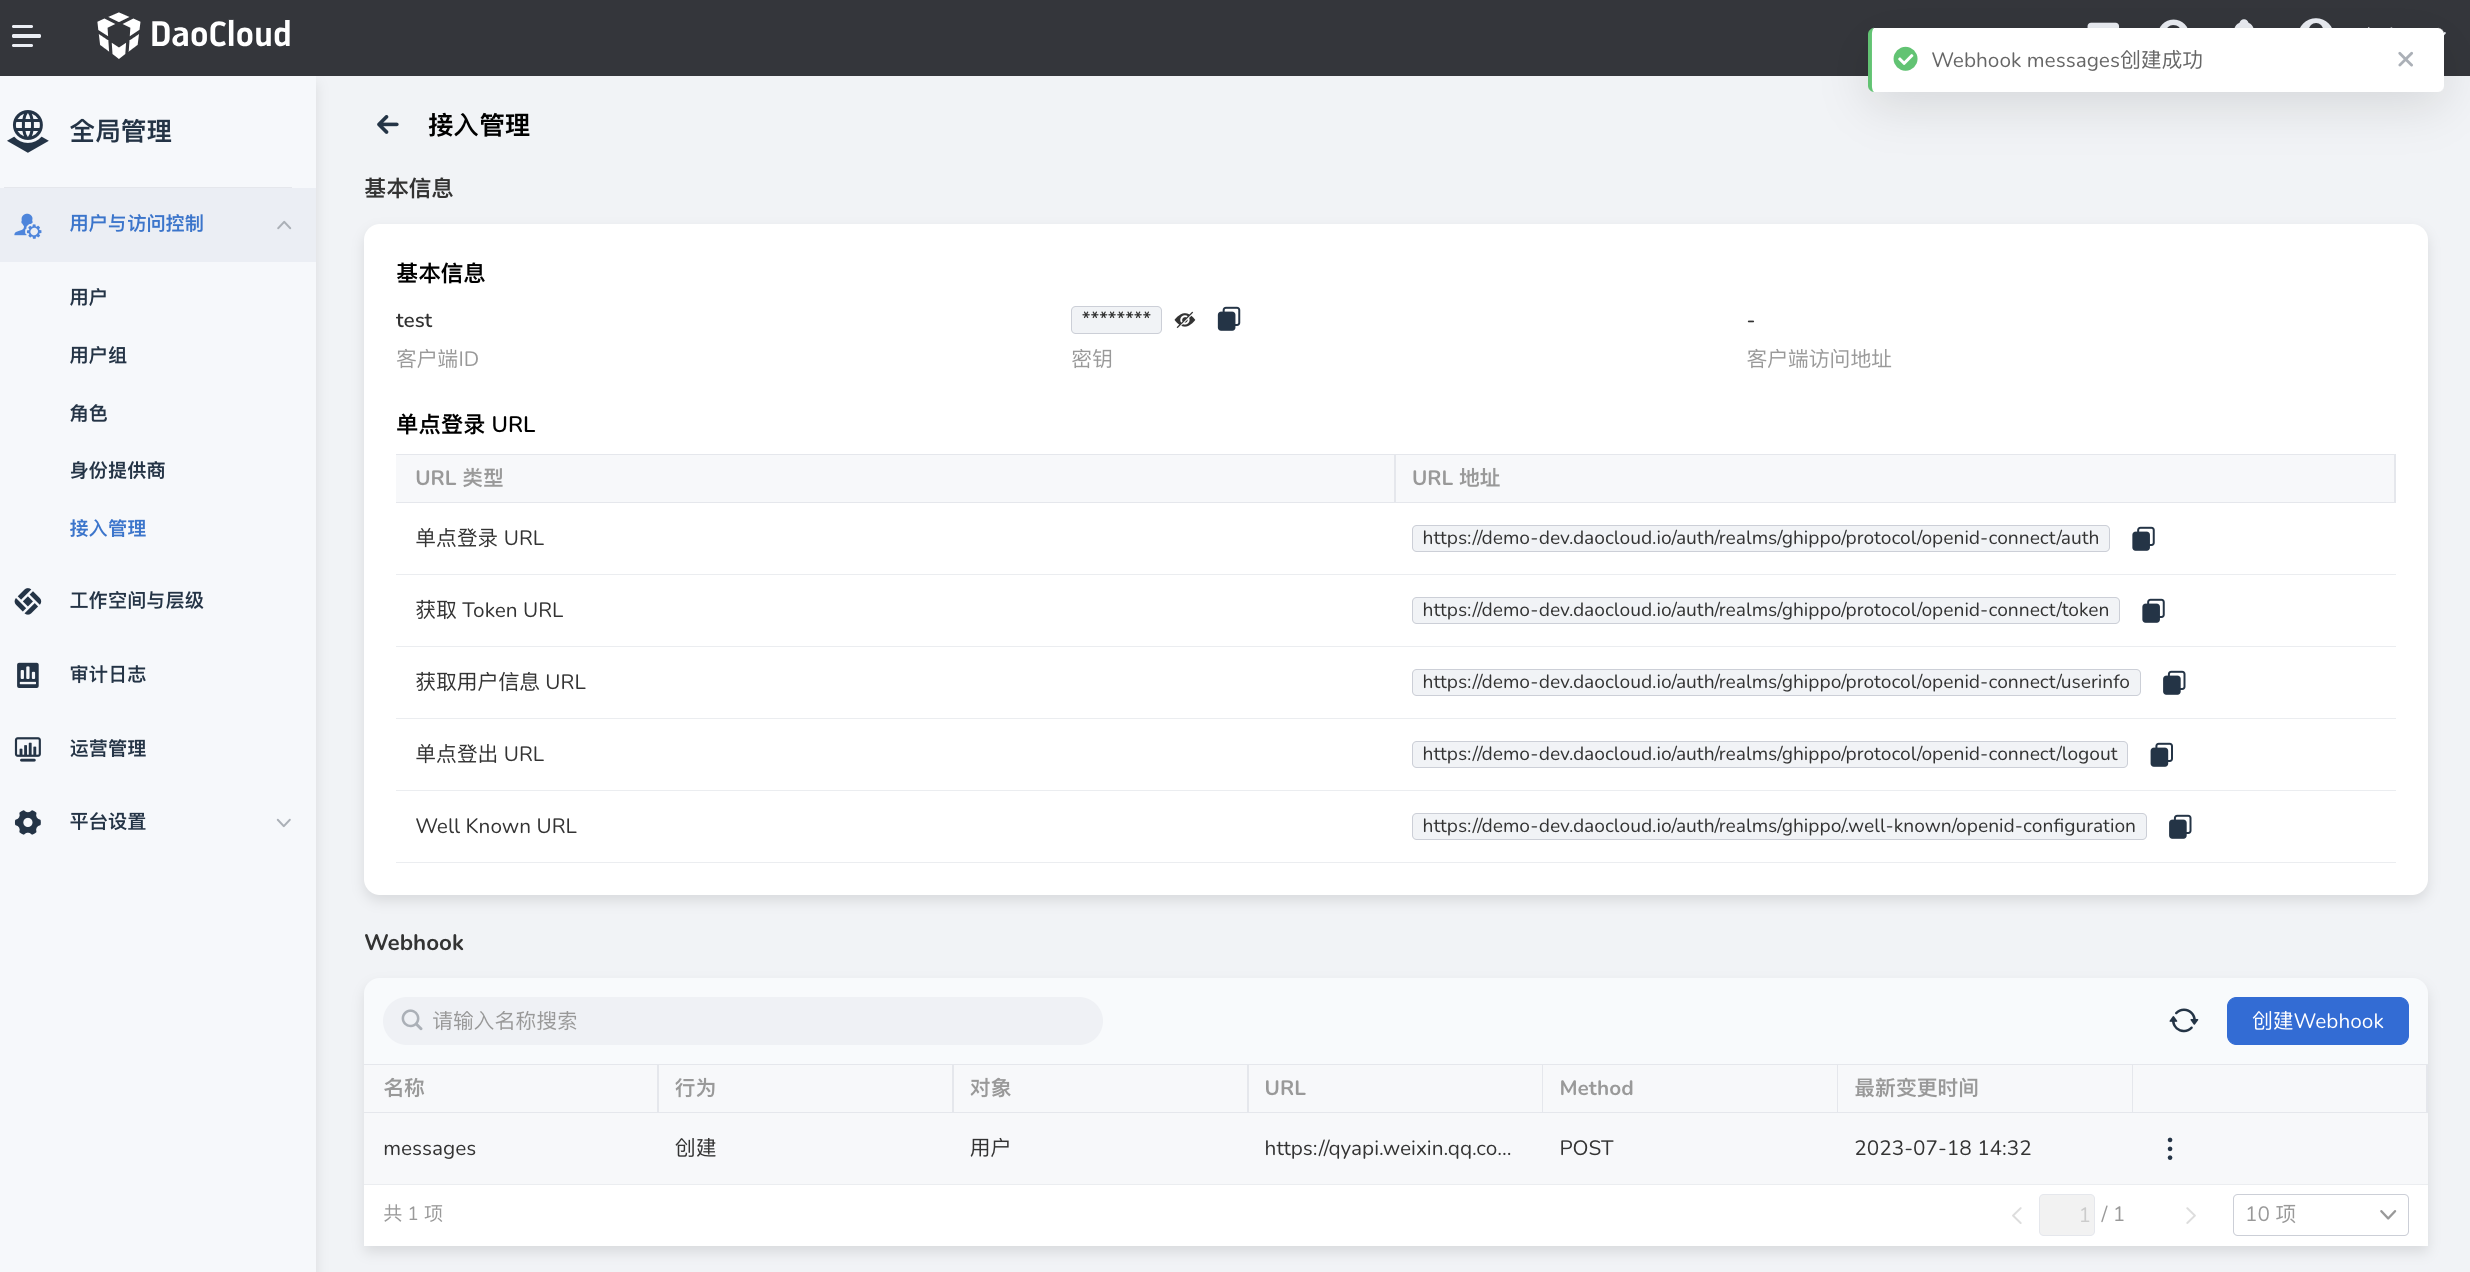 DaoCloud
Webhook messages创建成功
全局管理
用户与访问控制
用户
用户组
角色
身份提供商
接入管理
工作空间与层级
审计日志
运营管理
平台设置
接入管理
基本信息
基本信息
test
********
-
客户端ID
密钥
客户端访问地址
单点登录 URL
URL 类型
URL 地址
单点登录 URL
https://demo-dev.daocloud.io/auth/realms/ghippo/protocol/openid-connect/auth
获取 Token URL
https://demo-dev.daocloud.io/auth/realms/ghippo/protocol/openid-connect/token
获取用户信息 URL
https://demo-dev.daocloud.io/auth/realms/ghippo/protocol/openid-connect/userinfo
单点登出 URL
https://demo-dev.daocloud.io/auth/realms/ghippo/protocol/openid-connect/logout
Well Known URL
https://demo-dev.daocloud.io/auth/realms/ghippo/.well-known/openid-configuration
Webhook
请输入名称搜索
创建Webhook
名称
行为
对象
URL
Method
最新变更时间
messages
创建
用户
https://qyapi.weixin.qq.co...
POST
2023-07-18 14:32
共 1 项
1 / 1
10 项